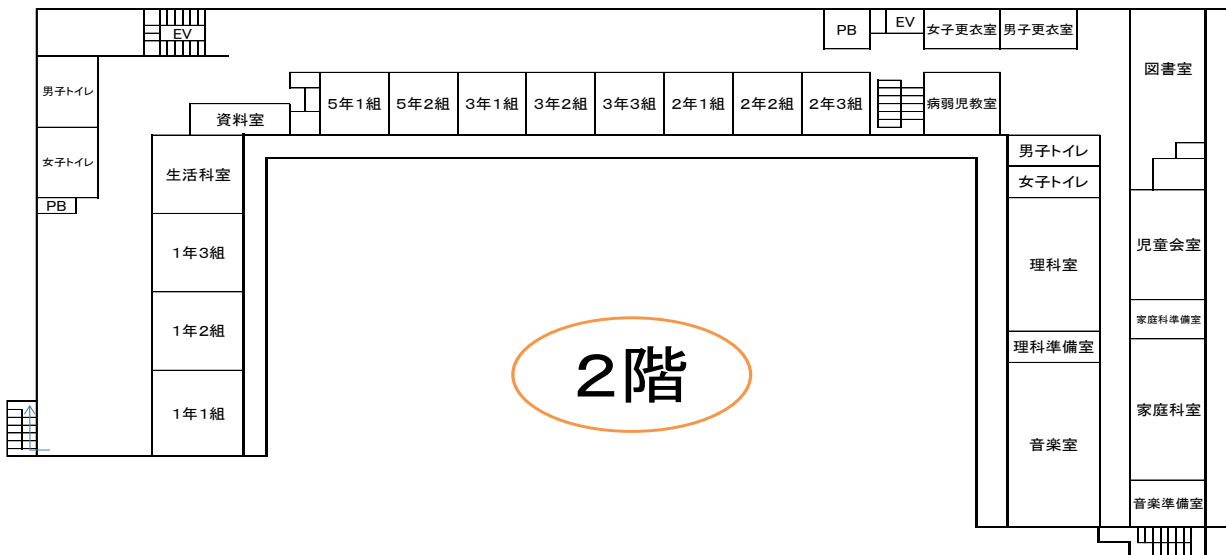 EV
PB
EV
女子更衣室
男子更衣室
図書室
男子トイレ
資料室
5年1組
5年2組
3年1組
3年2組
3年3組
2年1組
2年2組
2年3組
病弱児教室
女子トイレ
PB
生活科室
男子トイレ
女子トイレ
1年3組
理科室
児童会室
1年2組
理科準備室
家庭科準備室
2階
1年1組
音楽室
家庭科室
音楽準備室